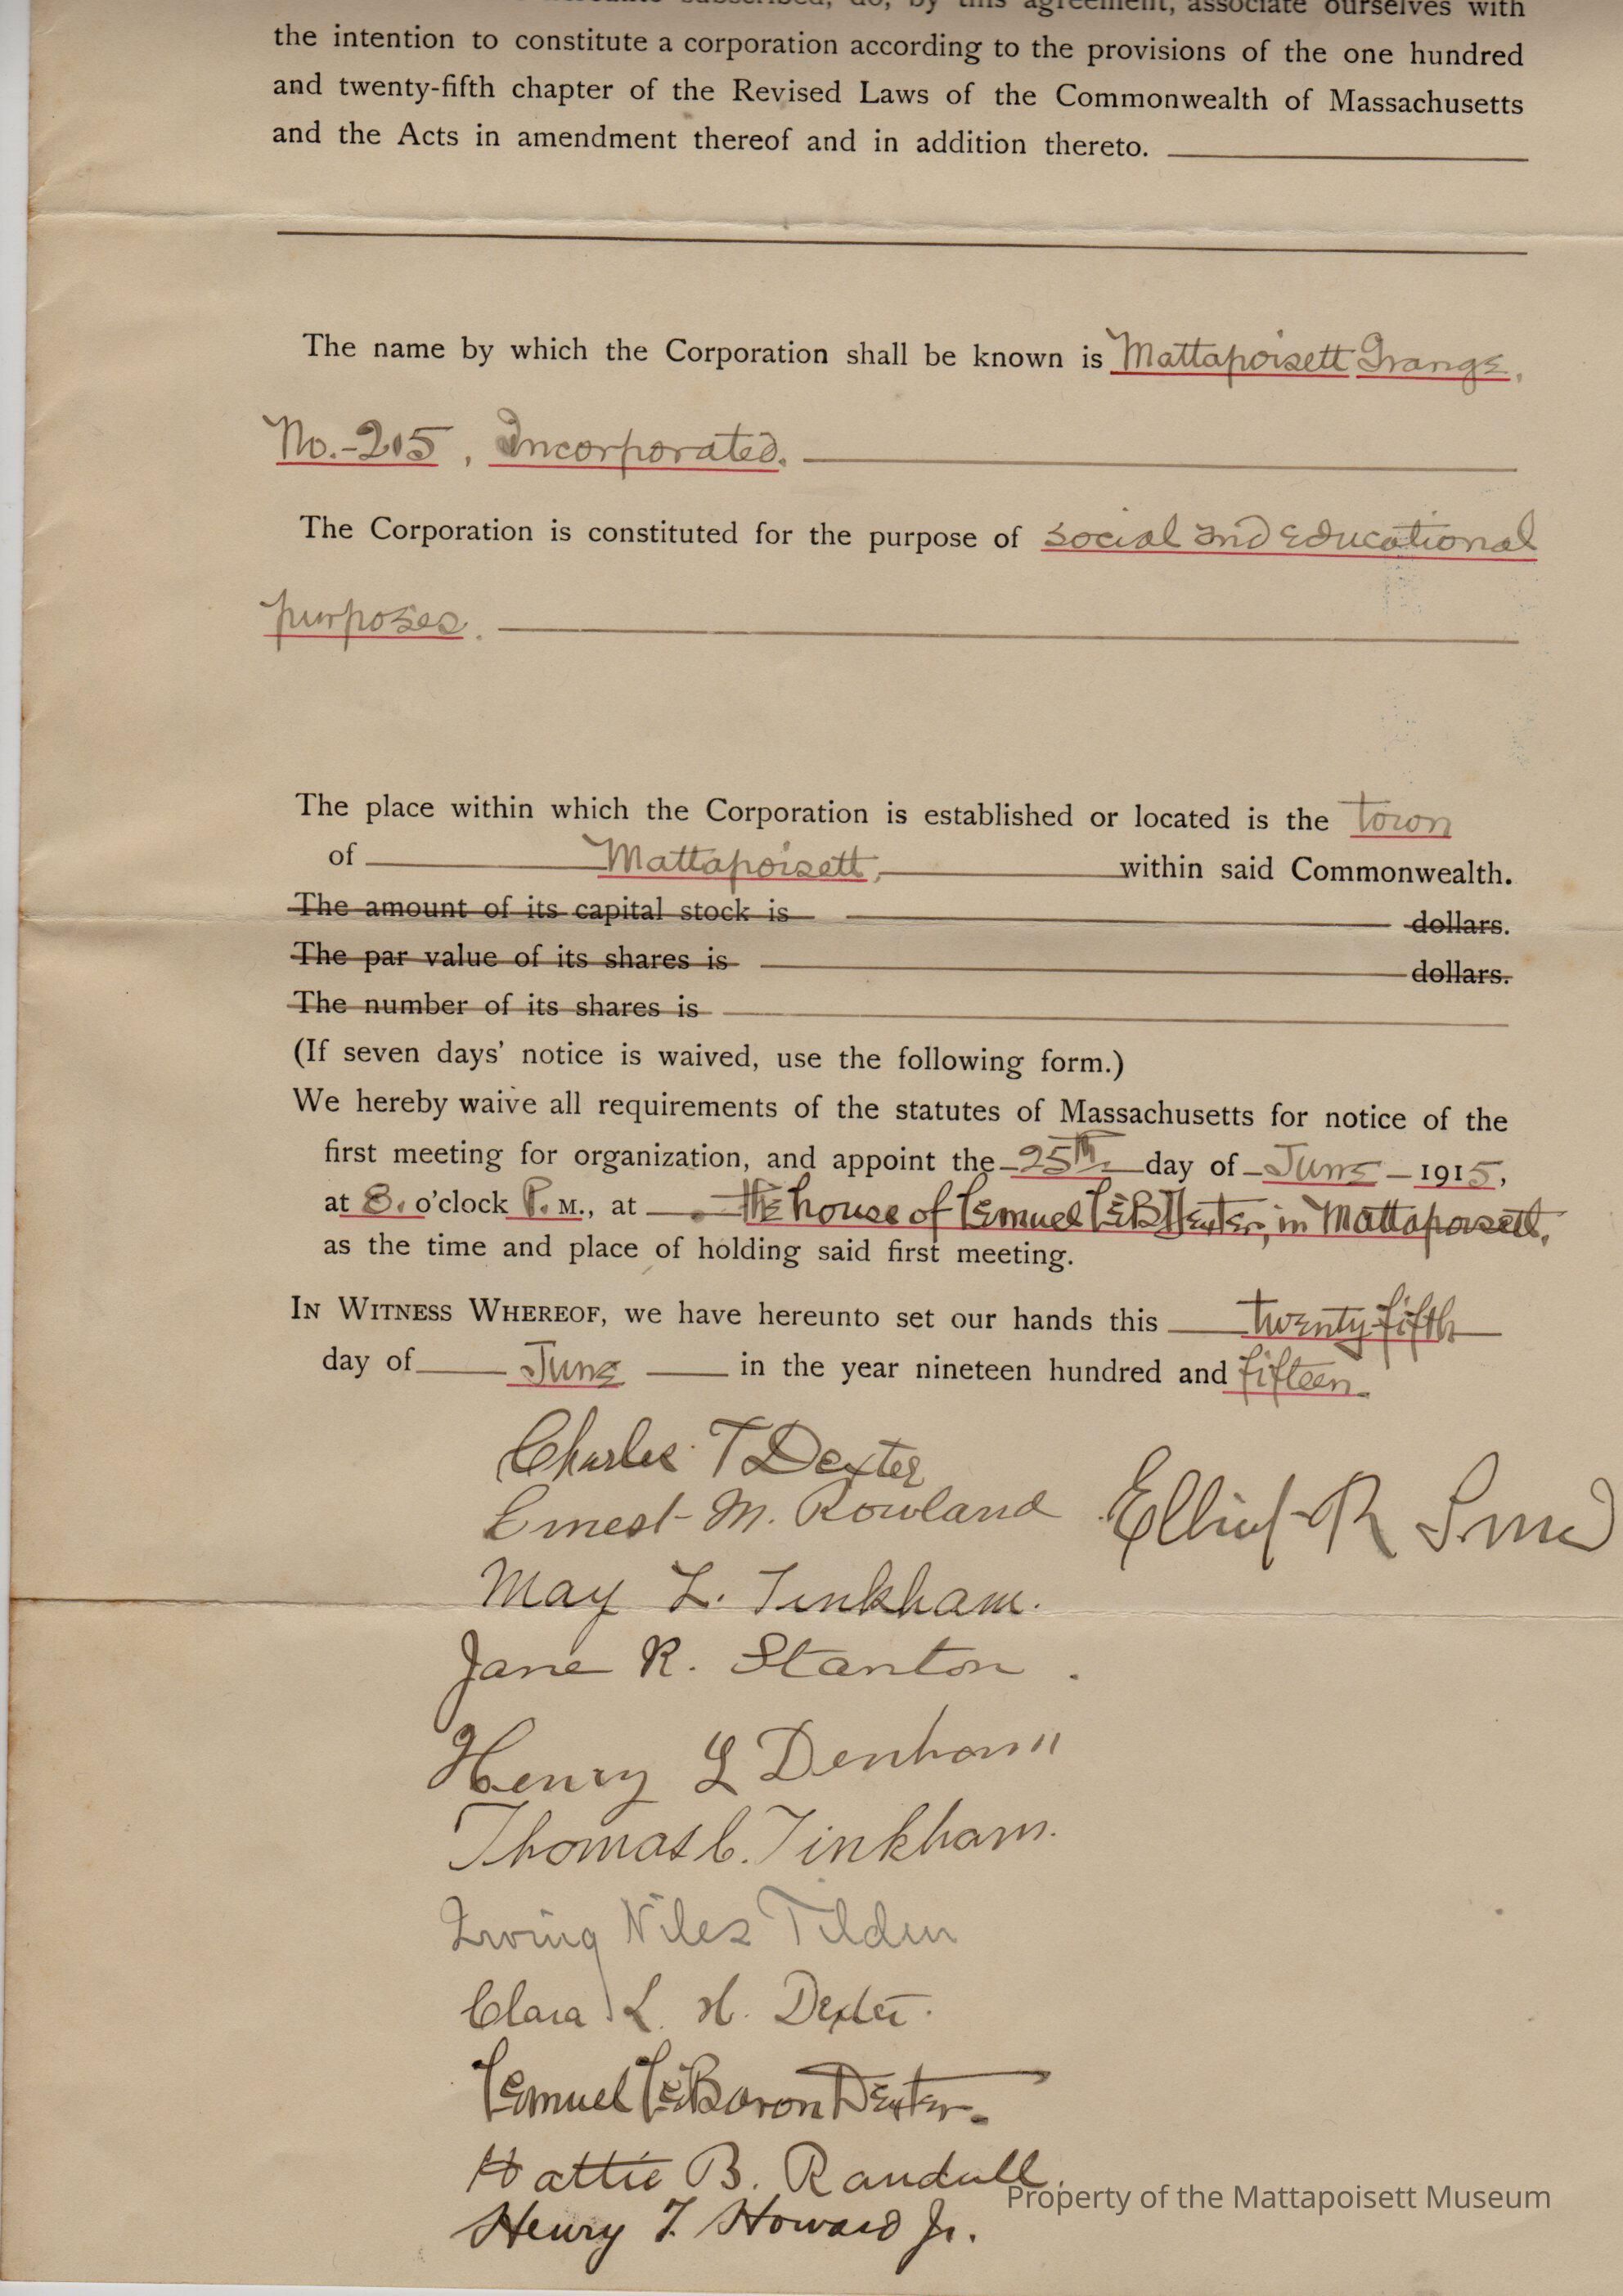 subscribed, do, by this agreement, associate ourselves with
the intention to constitute a corporation according to the provisions of the one hundred
and twenty-fifth chapter of the Revised Laws of the Commonwealth of Massachusetts
and the Acts in amendment thereof and in addition thereto.
The name by which the Corporation shall be known is Mattapoisett Grange,
No.-215, Incorporated.
The Corporation is constituted for the purpose of social and educational
purposes.
The place within which the Corporation is established or located is the town
of Mattapoisett, within said Commonwealth.
The amount of its capital stock is dollars.
The par value of its shares is dollars.
The number of its shares is
(If seven days' notice is waived, use the following form.)
We hereby waive all requirements of the statutes of Massachusetts for notice of the
first meeting for organization, and appoint the 25th. day of June 1915,
at 8. o'clock P. M., at the house of Lemuel LeB Dexter, in Mattapoisett,
as the time and place of holding said first meeting.
IN WITNESS WHEREOF, we have hereunto set our hands this twenty-fifth
day of June in the year nineteen hundred and fifteen.
Charles T Dexter
Ernest M. Rowland Elliot R
May L. Tinkham.
Jane R. Stanton.
Henry L Denham
Thomas C. Tinkham.
Irving Niles Tilden
Clara L. H. Dexter.
Lemuel LeBaron Dexter.
Hattie B. Randall.
Henry T. Howard Jr.
Property of the Mattapoisett Museum